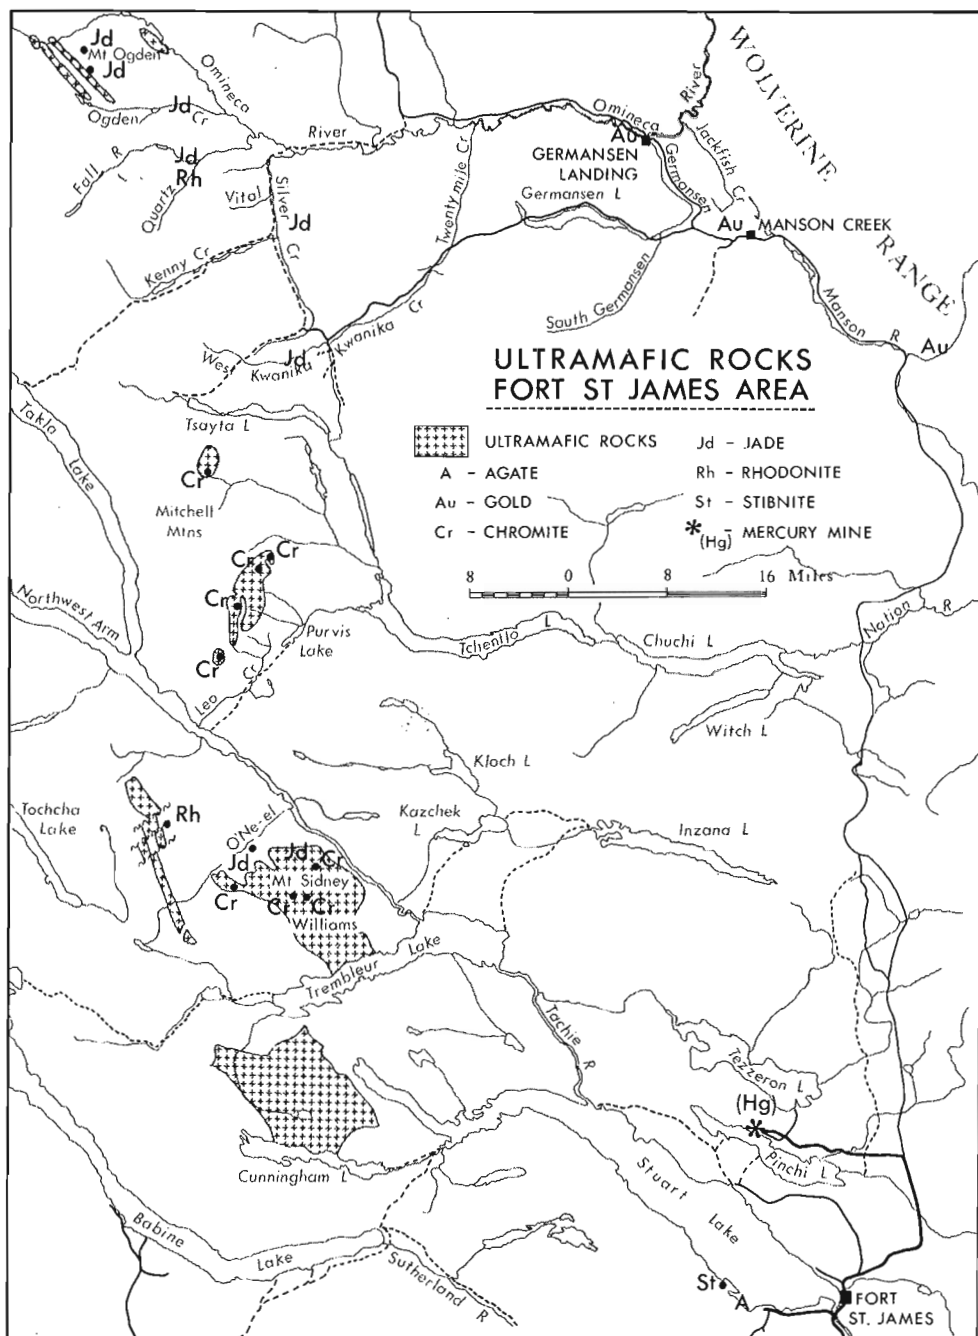 WOLVERINE
RANGE
Jd
Mt Ogden
Jd
Omineca
River
Ogden Cr
Jd
Fall R
Jd
Rh
Quartz
Vital
Silver Cr
Jd
Kenny Cr
Twentymile Cr
Omineca
River
Au
GERMANSEN
LANDING
Germansen L
Germansen
Jackfish Cr
Au
MANSON CREEK
South Germansen
Manson R
Au
West Kwanika
Jd
Kwanika Cr
ULTRAMAFIC ROCKS
FORT ST JAMES AREA
ULTRAMAFIC ROCKS
A - AGATE
Au - GOLD
Cr - CHROMITE
Jd - JADE
Rh - RHODONITE
St - STIBNITE
* (Hg) - MERCURY MINE
8 0 8 16 Miles
Takla Lake
Tsayta L
Cr
Mitchell
Mtns
Cr
Cr
Cr
Cr
Northwest Arm
Purvis
Lake
Leo Cr
Tchentlo L
Chuchi L
Nation R
Witch L
Kloch L
Kazchek
L
Inzana L
Tochcha
Lake
Rh
O'Ne-el
Jd
Jd
Cr
Mt Sidney
Cr
Cr
Cr
Williams
Trembleur Lake
Tachie R
Tezzeron L
(Hg)
Pinchi L
Cunningham L
Stuart Lake
Babine Lake
Sutherland R
St
A
FORT
ST. JAMES